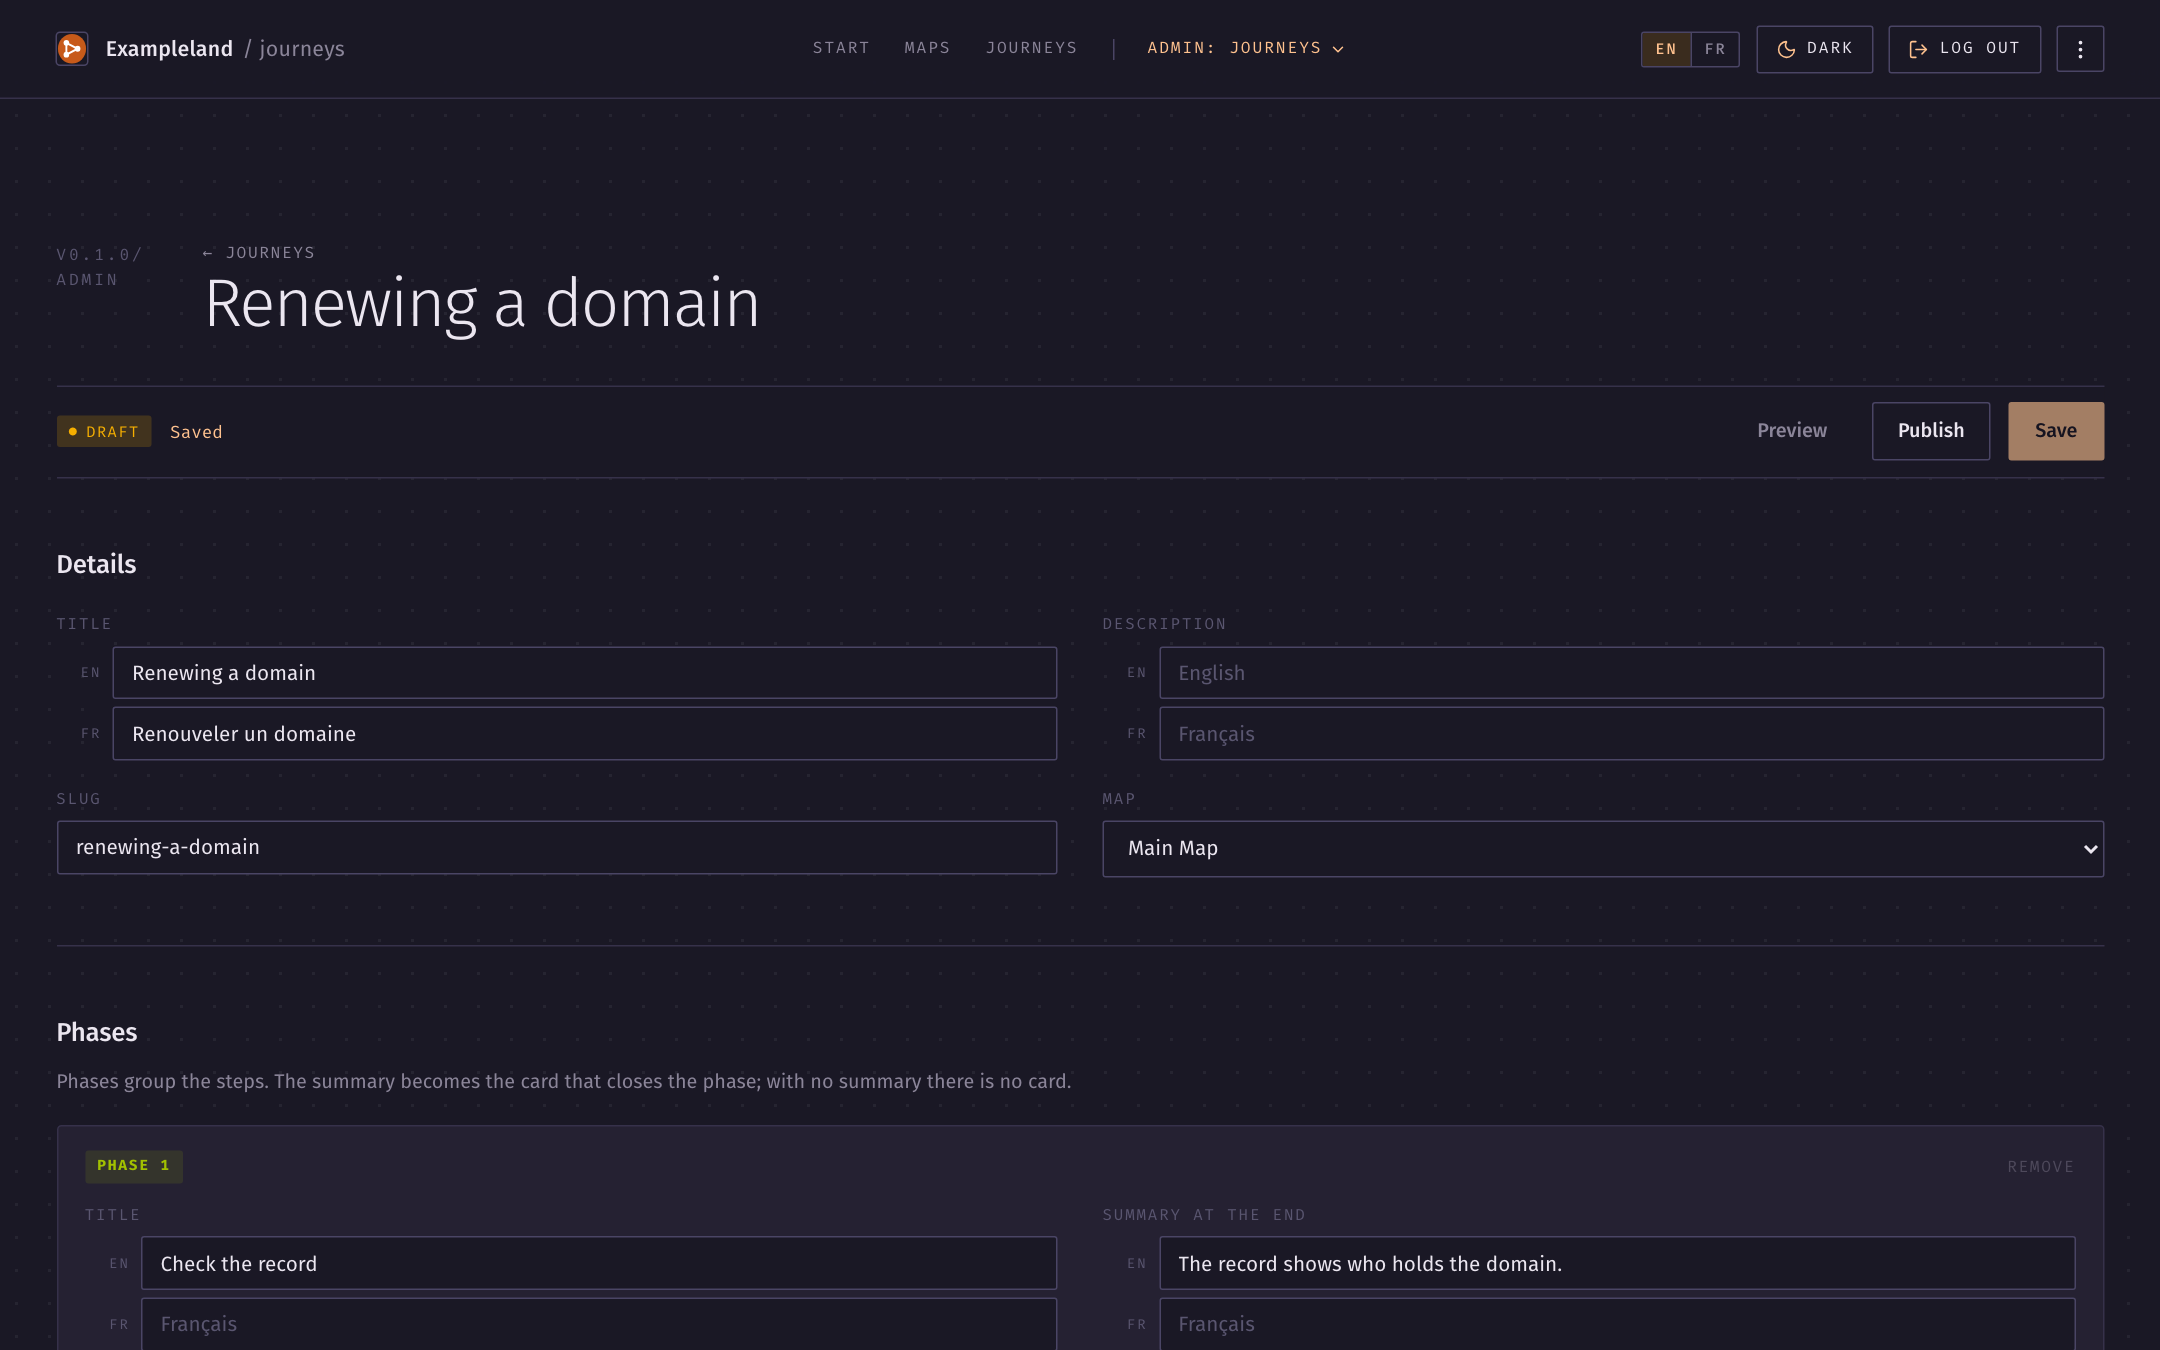 Exampleland / journeys
START MAPS JOURNEYS ADMIN: JOURNEYS
EN FR DARK LOG OUT
V0.1.0/
ADMIN
← JOURNEYS
Renewing a domain
DRAFT Saved
Preview Publish Save
Details
TITLE
EN Renewing a domain
FR Renouveler un domaine
DESCRIPTION
EN English
FR Français
SLUG
renewing-a-domain
MAP
Main Map
Phases
Phases group the steps. The summary becomes the card that closes the phase; with no summary there is no card.
PHASE 1
REMOVE
TITLE
EN Check the record
FR Français
SUMMARY AT THE END
EN The record shows who holds the domain.
FR Français